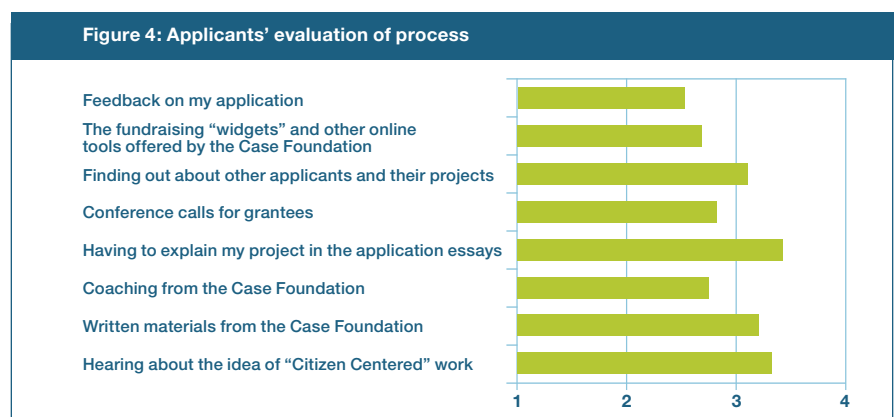 Figure 4: Applicants’ evaluation of process
Feedback on my application
The fundraising “widgets” and other online
tools offered by the Case Foundation
Finding out about other applicants and their projects
Conference calls for grantees
Having to explain my project in the application essays
Coaching from the Case Foundation
Written materials from the Case Foundation
Hearing about the idea of “Citizen Centered” work
1 2 3 4